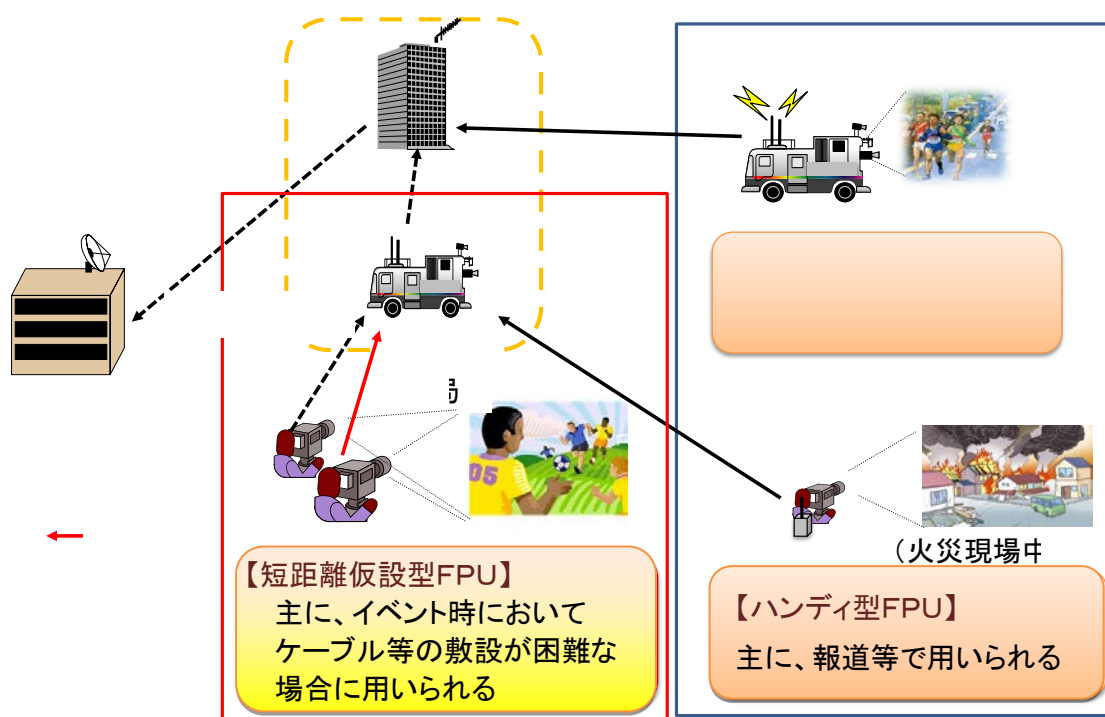 【短距離仮設型FPU】
主に、イベント時において
ケーブル等の敷設が困難な
場合に用いられる
05
(火災現場
【ハンディ型FPU】
主に、報道等で用いられる